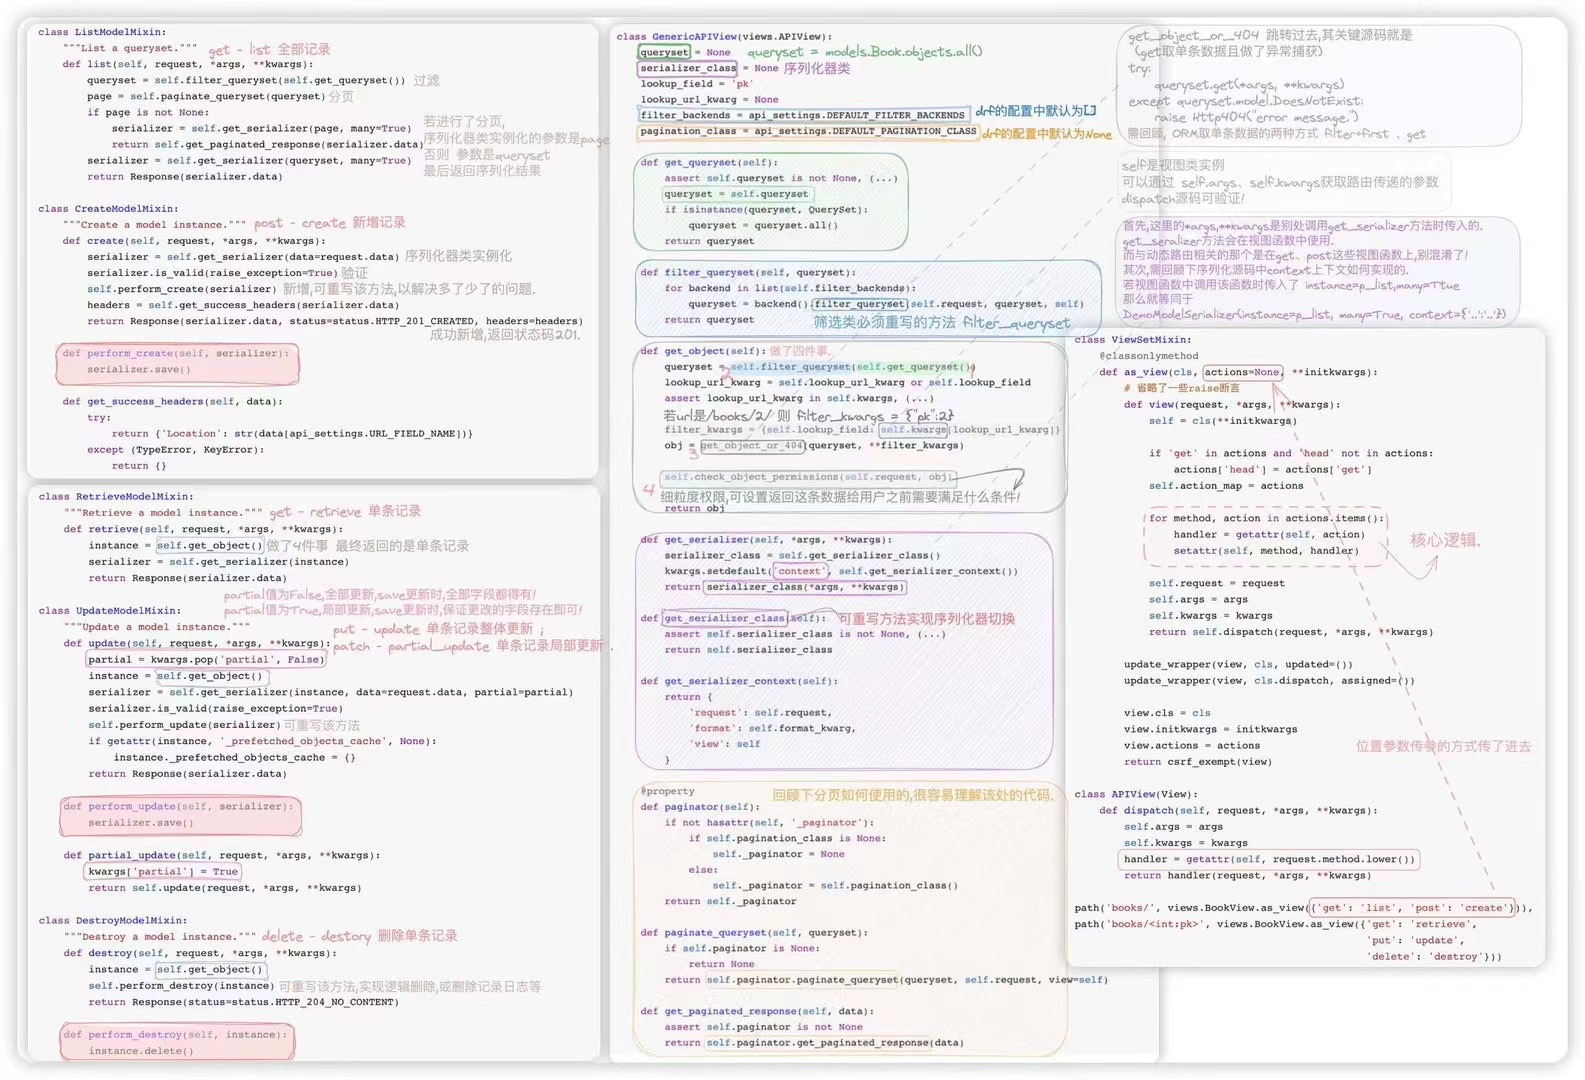 class ListModelMixin:
"""List a queryset.""" get - list 全部记录
def list(self, request, *args, **kwargs):
queryset = self.filter_queryset(self.get_queryset()) 过滤
page = self.paginate_queryset(queryset) 分页
if page is not None:
serializer = self.get_serializer(page, many=True)
return self.get_paginated_response(serializer.data)
serializer = self.get_serializer(queryset, many=True)
return Response(serializer.data)
若进行了分页,
序列化器类实例化的参数是page
否则 参数是queryset
最后返回序列化结果
class CreateModelMixin:
"""Create a model instance.""" post - create 新增记录
def create(self, request, *args, **kwargs):
serializer = self.get_serializer(data=request.data) 序列化器类实例化
serializer.is_valid(raise_exception=True) 验证
self.perform_create(serializer) 新增,可重写该方法,以解决多了少了的问题.
headers = self.get_success_headers(serializer.data)
return Response(serializer.data, status=status.HTTP_201_CREATED, headers=headers)
成功新增,返回状态码201.
def perform_create(self, serializer):
serializer.save()
def get_success_headers(self, data):
try:
return {'Location': str(data[api_settings.URL_FIELD_NAME])}
except (TypeError, KeyError):
return {}
class RetrieveModelMixin:
"""Retrieve a model instance.""" get - retrieve 单条记录
def retrieve(self, request, *args, **kwargs):
instance = self.get_object() 做了4件事 最终返回的是单条记录
serializer = self.get_serializer(instance)
return Response(serializer.data)
partial值为False,全部更新,save更新时,全部字段都得有!
partial值为True,局部更新,save更新时,保证更改的字段存在即可!
class UpdateModelMixin:
"""Update a model instance.""" put - update 单条记录整体更新 ;
def update(self, request, *args, **kwargs): patch - partial_update 单条记录局部更新 .
partial = kwargs.pop('partial', False)
instance = self.get_object()
serializer = self.get_serializer(instance, data=request.data, partial=partial)
serializer.is_valid(raise_exception=True)
self.perform_update(serializer) 可重写该方法
if getattr(instance, '_prefetched_objects_cache', None):
instance._prefetched_objects_cache = {}
return Response(serializer.data)
def perform_update(self, serializer):
serializer.save()
def partial_update(self, request, *args, **kwargs):
kwargs['partial'] = True
return self.update(request, *args, **kwargs)
class DestroyModelMixin:
"""Destroy a model instance.""" delete - destory 删除单条记录
def destroy(self, request, *args, **kwargs):
instance = self.get_object()
self.perform_destroy(instance) 可重写该方法,实现逻辑删除,或删除记录日志等
return Response(status=status.HTTP_204_NO_CONTENT)
def perform_destroy(self, instance):
instance.delete()
class GenericAPIView(views.APIView):
queryset = None queryset = models.Book.objects.all()
serializer_class = None 序列化器类
lookup_field = 'pk'
lookup_url_kwarg = None
filter_backends = api_settings.DEFAULT_FILTER_BACKENDS drf的配置中默认为[]
pagination_class = api_settings.DEFAULT_PAGINATION_CLASS drf的配置中默认为None
def get_queryset(self):
assert self.queryset is not None, (...)
queryset = self.queryset
if isinstance(queryset, QuerySet):
queryset = queryset.all()
return queryset
def filter_queryset(self, queryset):
for backend in list(self.filter_backends):
queryset = backend().filter_queryset(self.request, queryset, self)
return queryset
筛选类必须重写的方法 filter_queryset
def get_object(self): 做了四件事.
queryset = self.filter_queryset(self.get_queryset())
2
1
lookup_url_kwarg = self.lookup_url_kwarg or self.lookup_field
assert lookup_url_kwarg in self.kwargs, (...)
若url是/books/2/ 则 filter_kwargs = {"pk":2}
filter_kwargs = {self.lookup_field: self.kwargs[lookup_url_kwarg]}
obj = get_object_or_404(queryset, **filter_kwargs)
3
self.check_object_permissions(self.request, obj)
4 细粒度权限,可设置返回这条数据给用户之前需要满足什么条件!
return obj
def get_serializer(self, *args, **kwargs):
serializer_class = self.get_serializer_class()
kwargs.setdefault('context', self.get_serializer_context())
return serializer_class(*args, **kwargs)
def get_serializer_class(self): 可重写方法实现序列化器切换
assert self.serializer_class is not None, (...)
return self.serializer_class
def get_serializer_context(self):
return {
'request': self.request,
'format': self.format_kwarg,
'view': self
}
@property
回顾下分页如何使用的,很容易理解该处的代码.
def paginator(self):
if not hasattr(self, '_paginator'):
if self.pagination_class is None:
self._paginator = None
else:
self._paginator = self.pagination_class()
return self._paginator
def paginate_queryset(self, queryset):
if self.paginator is None:
return None
return self.paginator.paginate_queryset(queryset, self.request, view=self)
def get_paginated_response(self, data):
assert self.paginator is not None
return self.paginator.get_paginated_response(data)
get_object_or_404 跳转过去,其关键源码就是
(get取单条数据且做了异常捕获)
try:
queryset.get(*args, **kwargs)
except queryset.model.DoesNotExist:
raise Http404("error message.")
需回顾, ORM取单条数据的两种方式 filter+first 、get
self是视图类实例
可以通过 self.args、self.kwargs获取路由传递的参数
dispatch源码可验证!
首先,这里的*args,**kwargs是别处调用get_serializer方法时传入的.
get_seralizer方法会在视图函数中使用.
而与动态路由相关的那个是在get、post这些视图函数上,别混淆了!
其次,需回顾下序列化源码中context上下文如何实现的.
若视图函数中调用该函数时传入了 instance=p_list,many=Ttue
那么就等同于
DemoModelSerializer(instance=p_list, many=True, context={'..':'..'})
class ViewSetMixin:
@classonlymethod
def as_view(cls, actions=None, **initkwargs):
# 省略了一些raise断言
def view(request, *args, **kwargs):
self = cls(**initkwargs)
if 'get' in actions and 'head' not in actions:
actions['head'] = actions['get']
self.action_map = actions
for method, action in actions.items():
handler = getattr(self, action)
setattr(self, method, handler)
核心逻辑.
self.request = request
self.args = args
self.kwargs = kwargs
return self.dispatch(request, *args, **kwargs)
update_wrapper(view, cls, updated=())
update_wrapper(view, cls.dispatch, assigned=())
view.cls = cls
view.initkwargs = initkwargs
view.actions = actions
return csrf_exempt(view)
位置参数传参的方式传了进去
class APIView(View):
def dispatch(self, request, *args, **kwargs):
self.args = args
self.kwargs = kwargs
handler = getattr(self, request.method.lower())
return handler(request, *args, **kwargs)
path('books/', views.BookView.as_view({'get': 'list', 'post': 'create'})),
path('books/<int:pk>', views.BookView.as_view({'get': 'retrieve',
'put': 'update',
'delete': 'destroy'}))